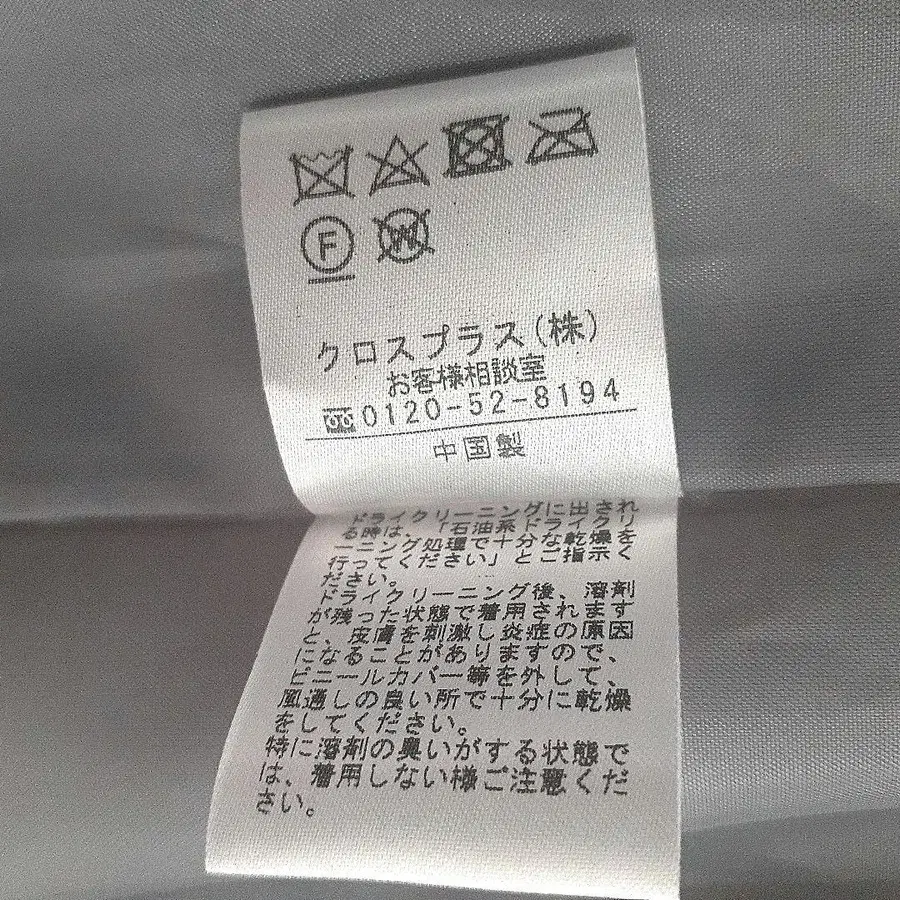 F W
クロスプラス(株)
お客様相談室
0120-52-8194
中国製
ドライクリーニングに出され
る時は、「石油系ドライクリ
ーニング処理で十分な乾燥を
行ってください」とご指示く
ださい。
ドライクリーニング後、溶剤
が残った状態で着用されます
と、皮膚を刺激し炎症の原因
になることがありますので、
ビニールカバー等を外して、
風通しの良い所で十分に乾燥
をしてください。
特に溶剤の臭いがする状態で
は、着用しない様ご注意くだ
さい。